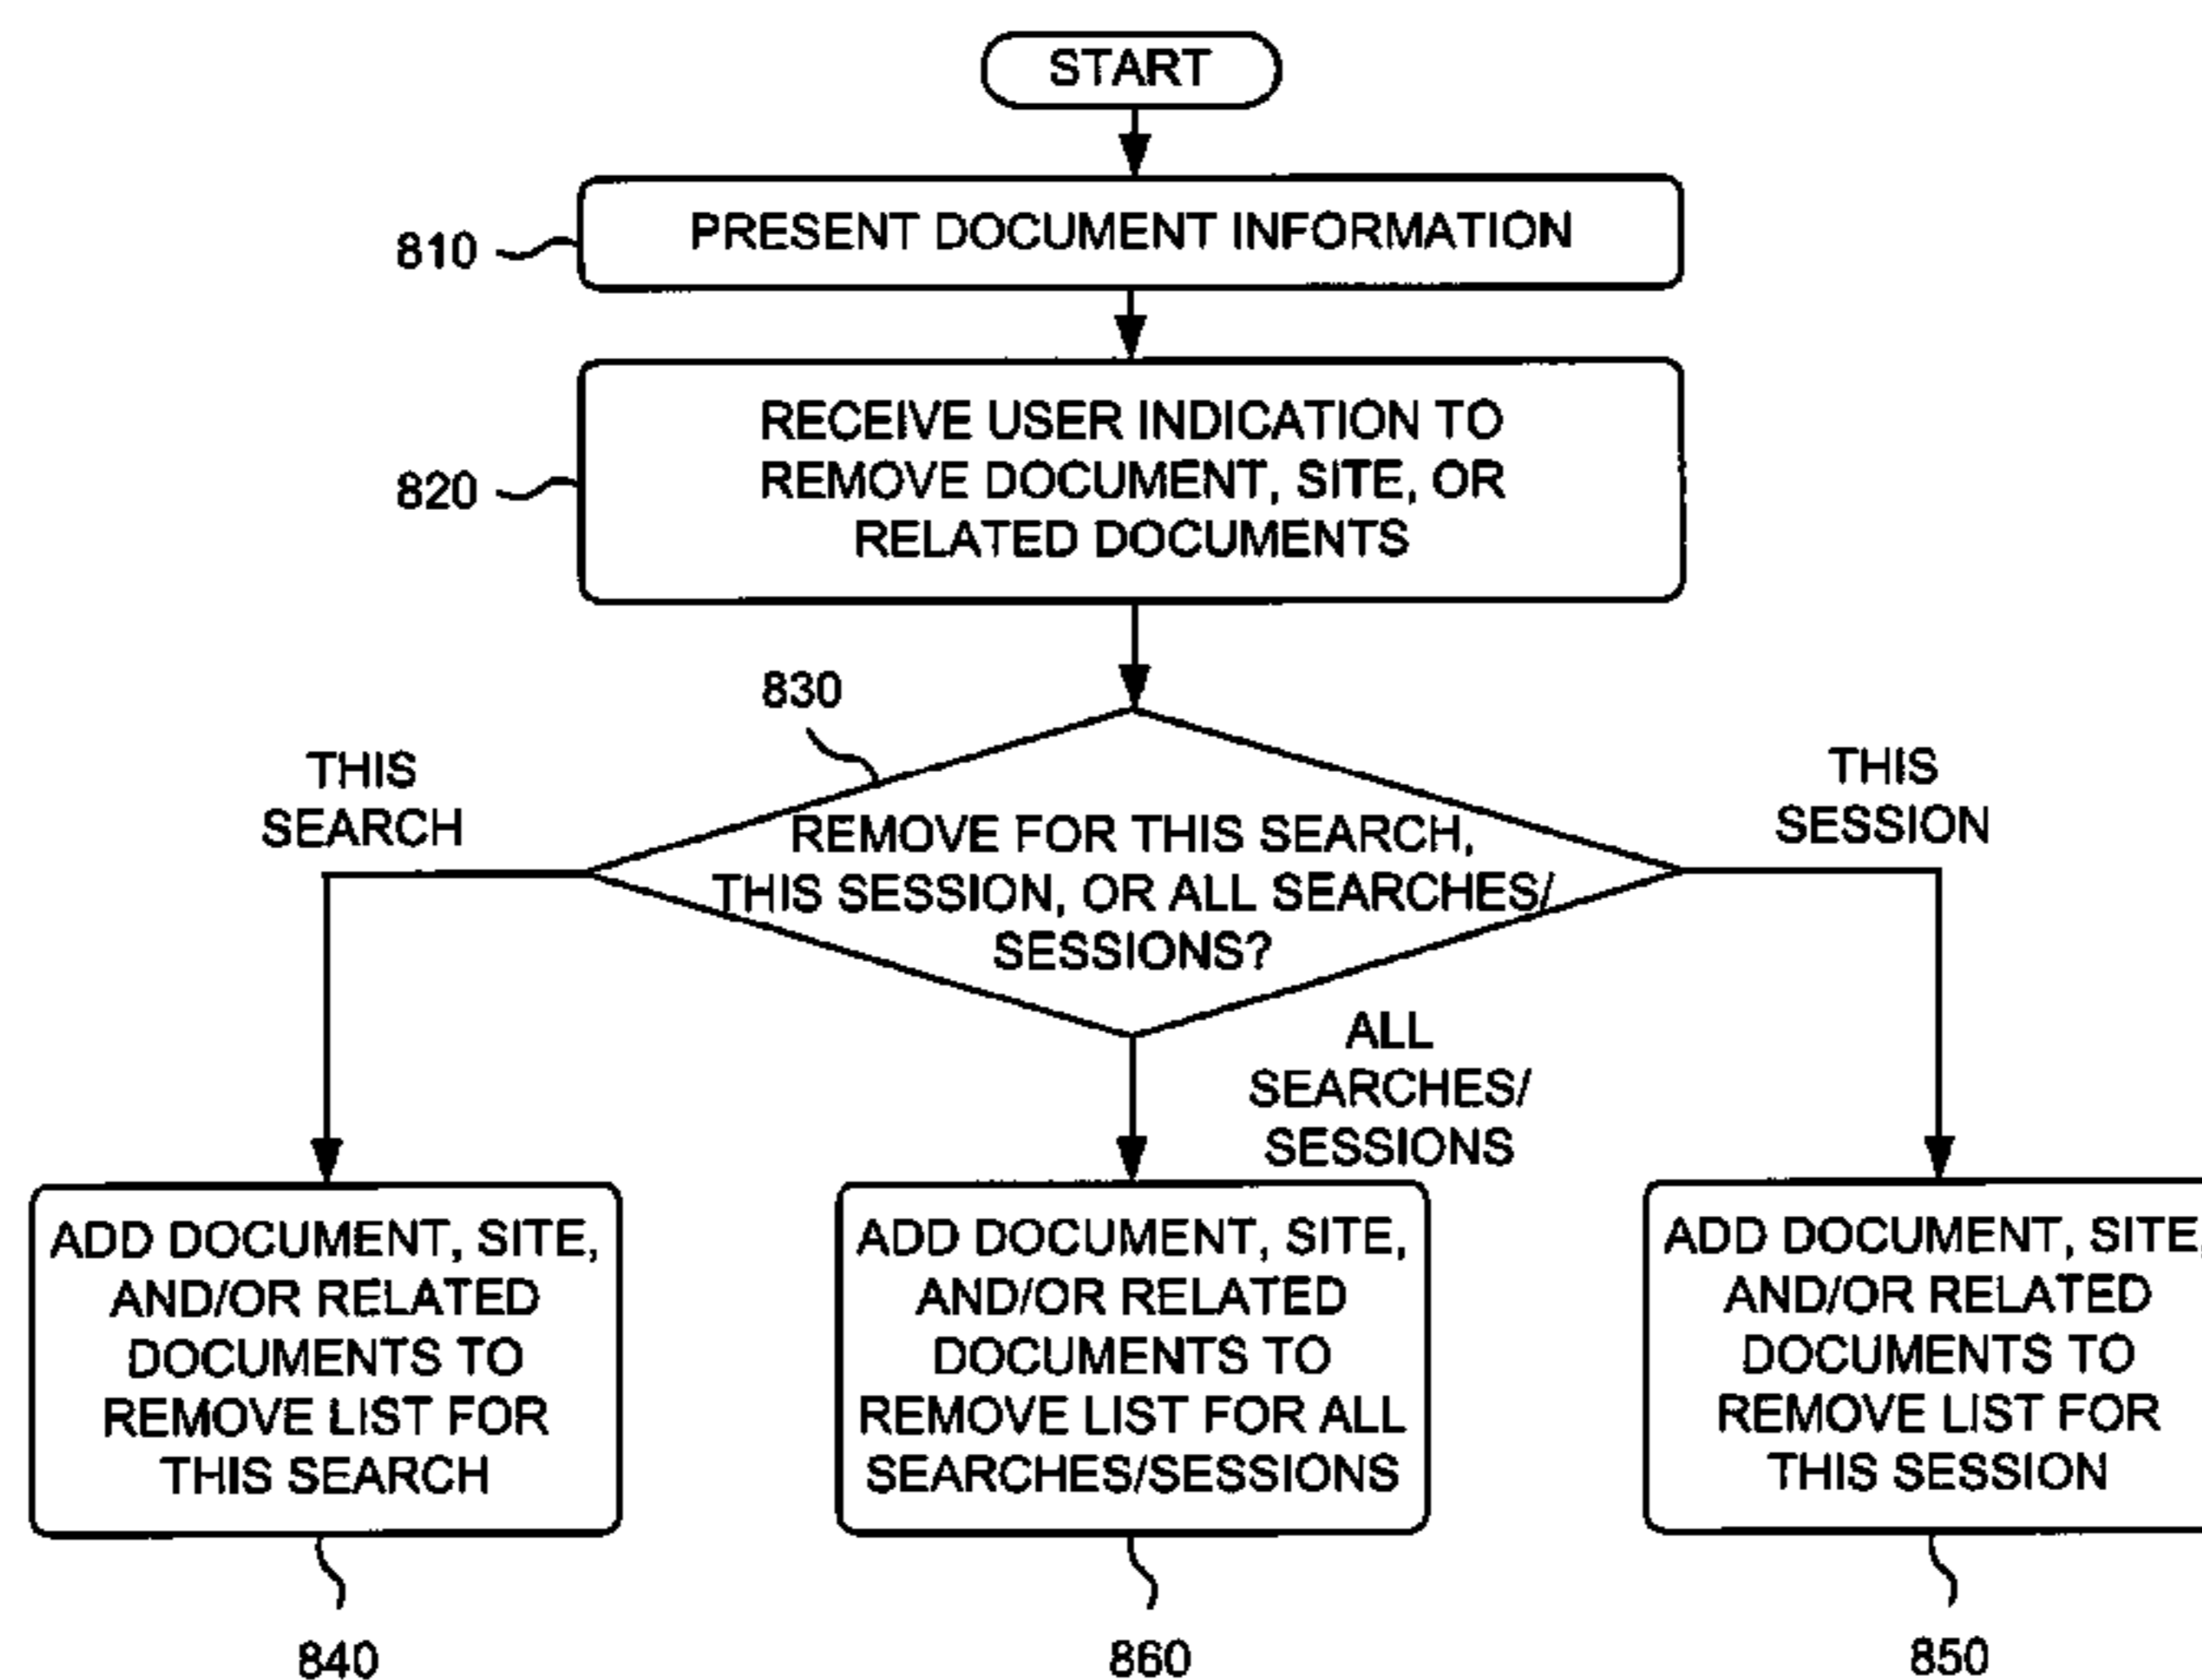 START
PRESENT DOCUMENT INFORMATION
810
RECEIVE USER INDICATION TO
REMOVE DOCUMENT, SITE, OR
RELATED DOCUMENTS
820
830
THIS
SEARCH
REMOVE FOR THIS SEARCH,
THIS SESSION, OR ALL SEARCHES/
SESSIONS?
THIS
SESSION
ALL
SEARCHES/
SESSIONS
ADD DOCUMENT, SITE,
AND/OR RELATED
DOCUMENTS TO
REMOVE LIST FOR
THIS SEARCH
840
ADD DOCUMENT, SITE,
AND/OR RELATED
DOCUMENTS TO
REMOVE LIST FOR ALL
SEARCHES/SESSIONS
860
ADD DOCUMENT, SITE,
AND/OR RELATED
DOCUMENTS TO
REMOVE LIST FOR
THIS SESSION
850